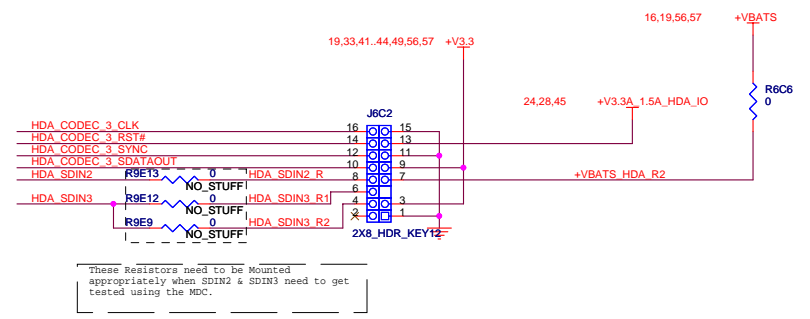 16,19,56,57 +VBATS
19,33,41..44,49,56,57 +V3.3
R6C6
0
24,28,45 +V3.3A_1.5A_HDA_IO
J6C2
HDA_CODEC_3_CLK 16 15
HDA_CODEC_3_RST# 14 13
HDA_CODEC_3_SYNC 12 11
HDA_CODEC_3_SDATAOUT 10 9
HDA_SDIN2 R9E13 0 HDA_SDIN2_R 8 7 +VBATS_HDA_R2
NO_STUFF 6
HDA_SDIN3 R9E12 0 HDA_SDIN3_R1 4 3
NO_STUFF
R9E9 0 HDA_SDIN3_R2 2 1
NO_STUFF 2X8_HDR_KEY12
These Resistors need to be Mounted
appropriately when SDIN2 & SDIN3 need to get
tested using the MDC.